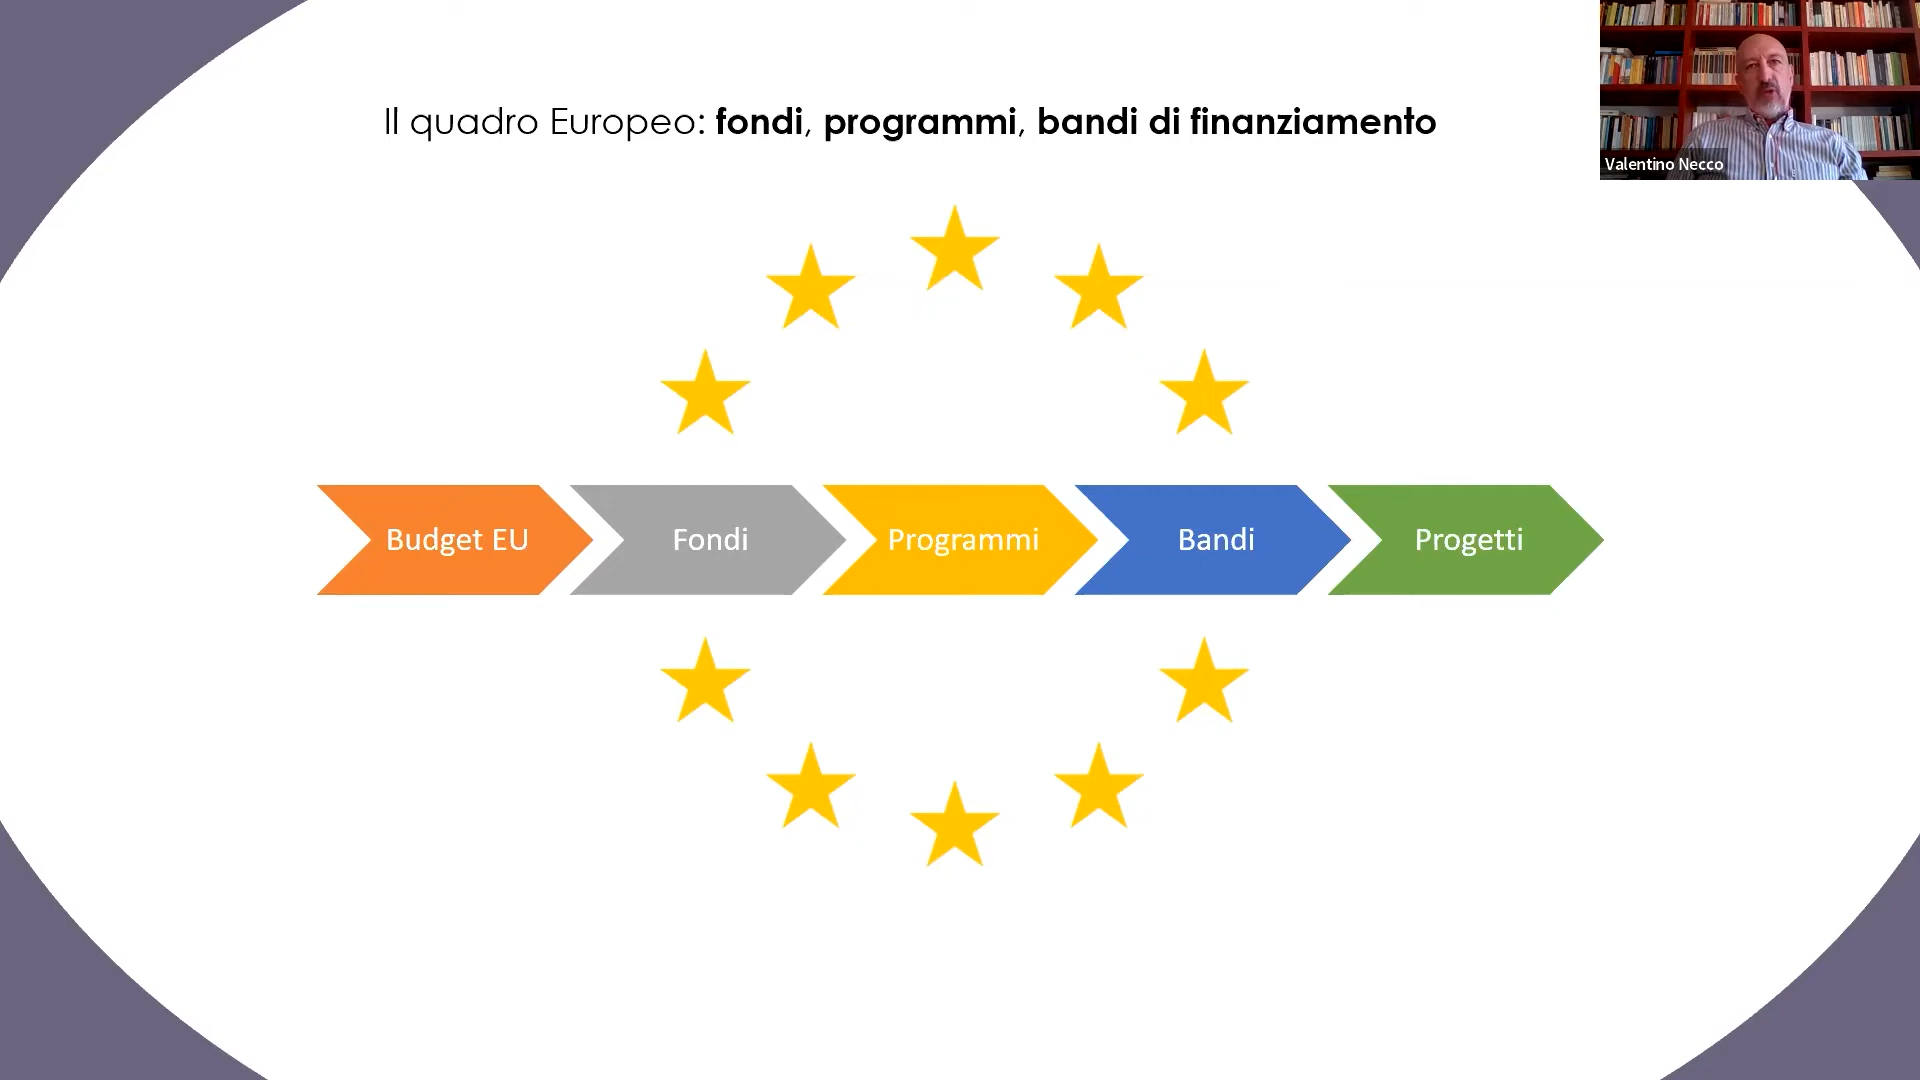 Il quadro Europeo: fondi, programmi, bandi di finanziamento
Valentino Necco
Budget EU
Fondi
Programmi
Bandi
Progetti